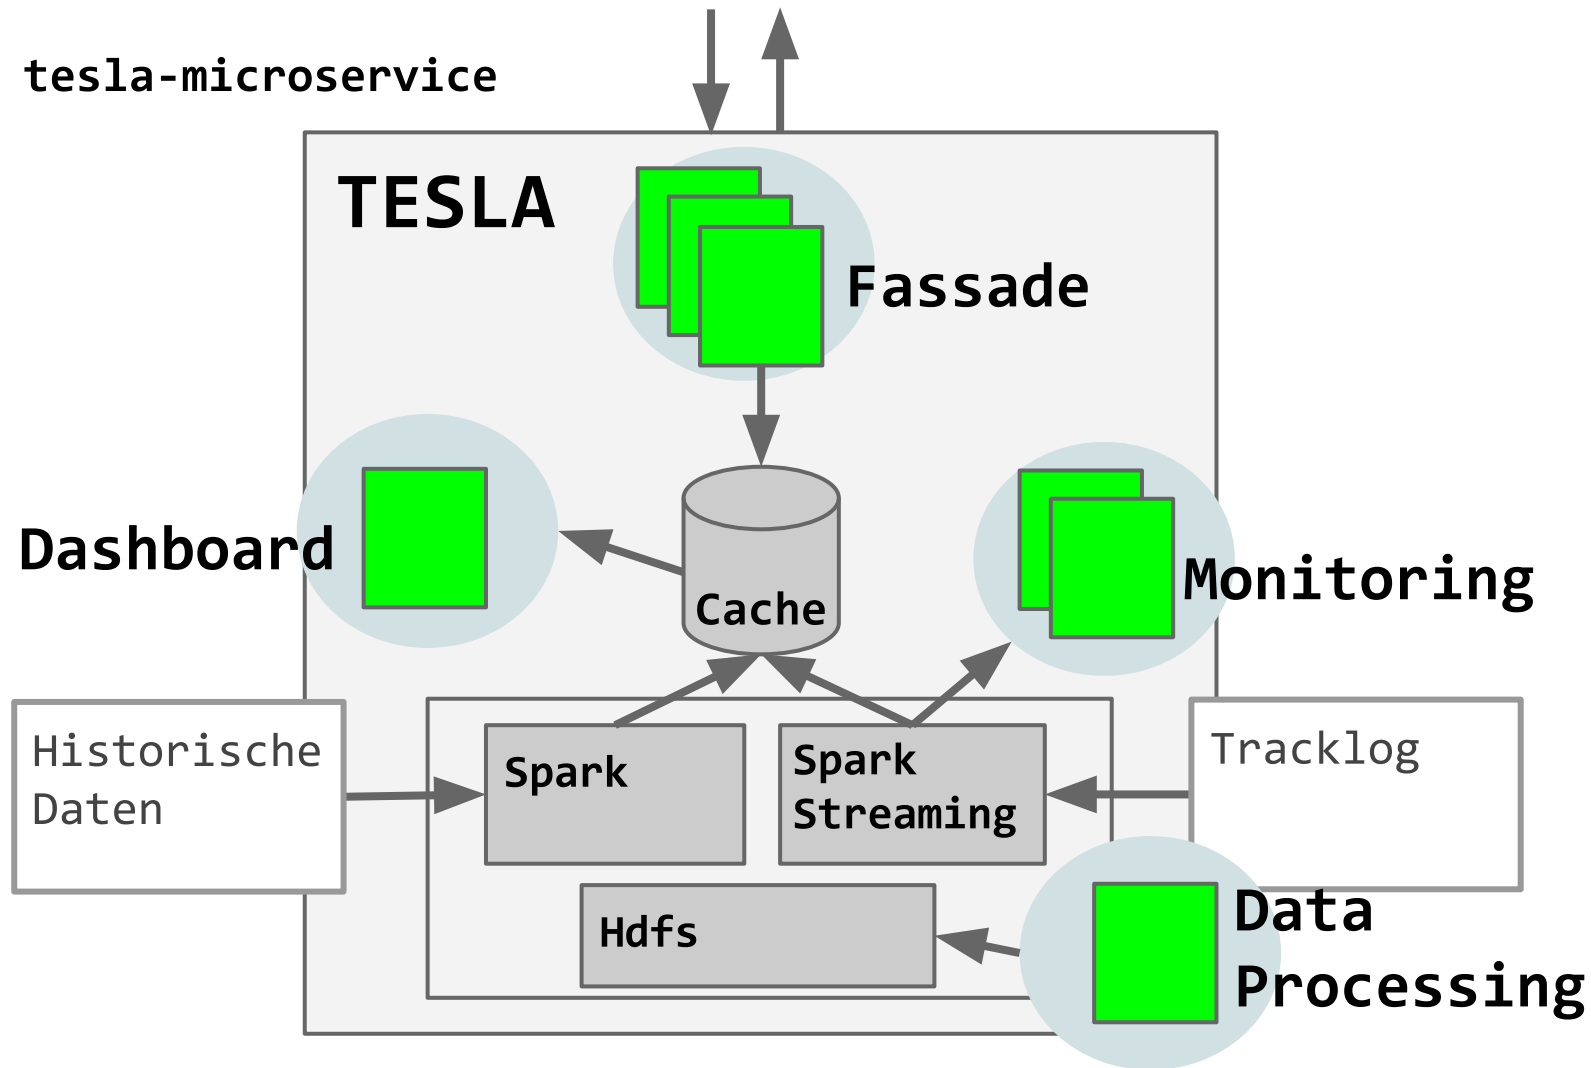 tesla-microservice
TESLA
Fassade
Dashboard
Cache
Monitoring
Historische
Daten
Spark
Spark
Streaming
Tracklog
Hdfs
Data
Processing